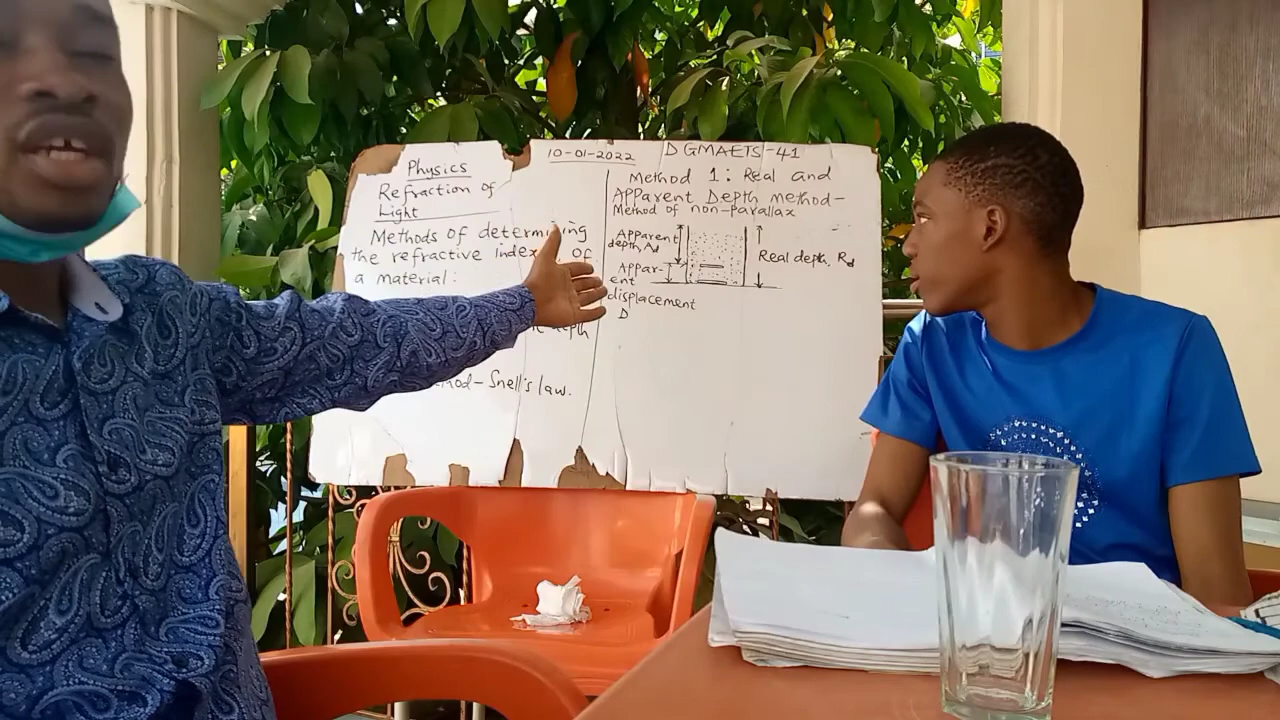 Physics
Refraction of
Light
Methods of determining
the refractive index of
a material:
depth
Snell's law.
10-01-2022
DGMAETS-41
Method 1: Real and
Apparent Depth method-
Method of non-parallax
Apparent
depth, Ad
Appar-
ent
displacement
D
Real depth, Rd